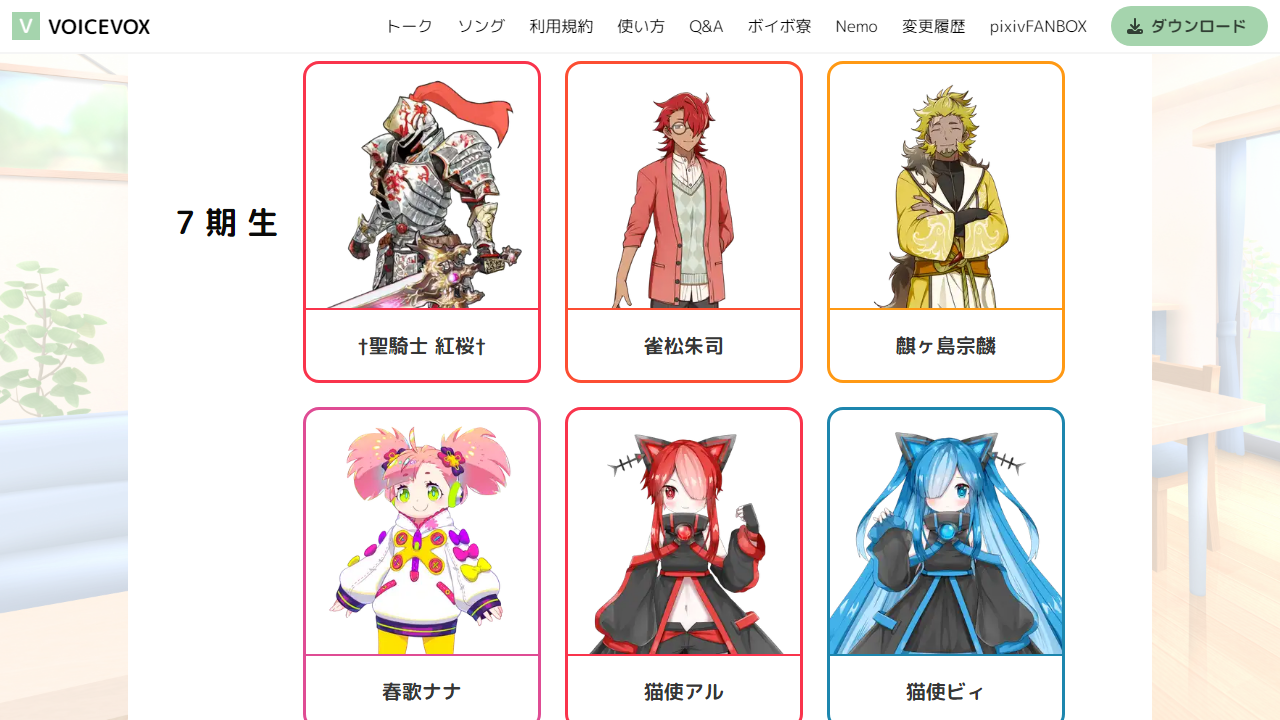 V VOICEVOX トーク ソング 利用規約 使い方 Q&A ボイボ寮 Nemo 変更履歴 pixivFANBOX ダウンロード
7期生
†聖騎士 紅桜† 雀松朱司 麒ヶ島宗麟
春歌ナナ 猫使アル 猫使ビィ